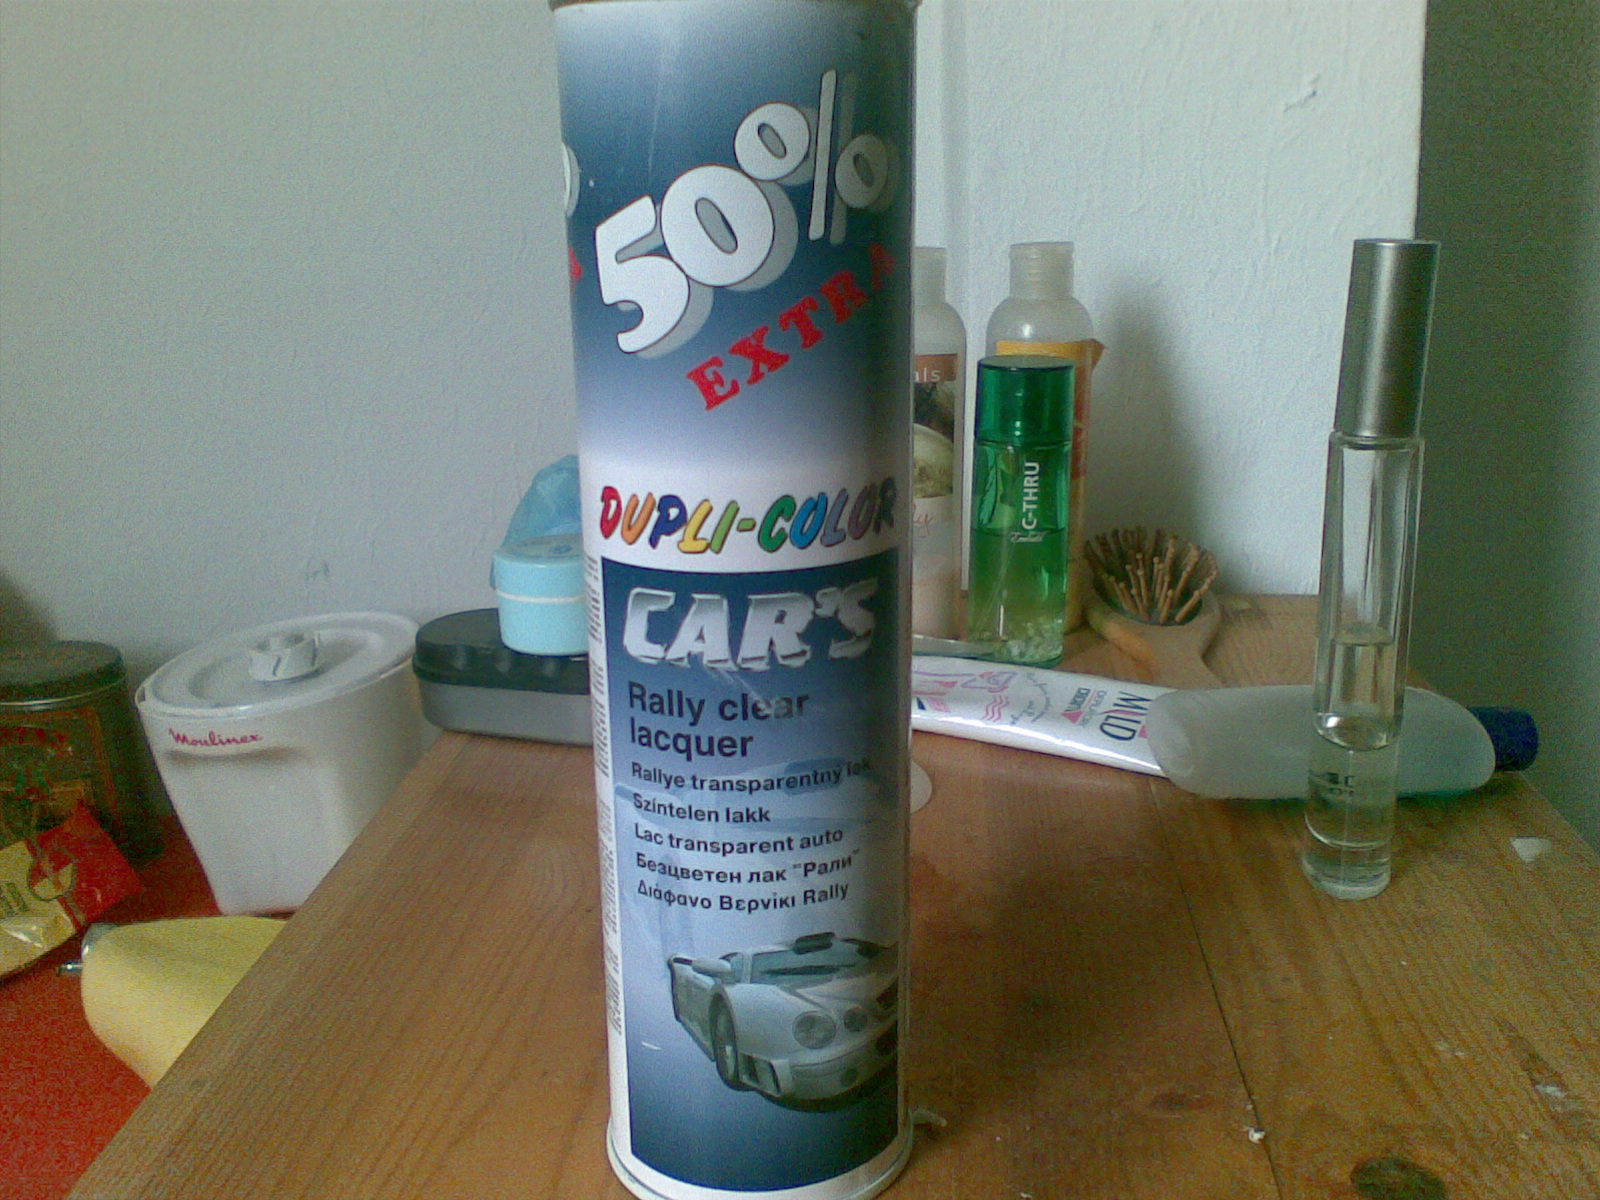 50%
EXTRA
DUPLI-COLOR
CAR'S
Rally clear
lacquer
Rallye transparentný lak
Színtelen lakk
Lac transparent auto
Безцветен лак "Рали"
Διάφανο Βερνίκι Rally
Moulinex
C-THRU
Emerald
MILD